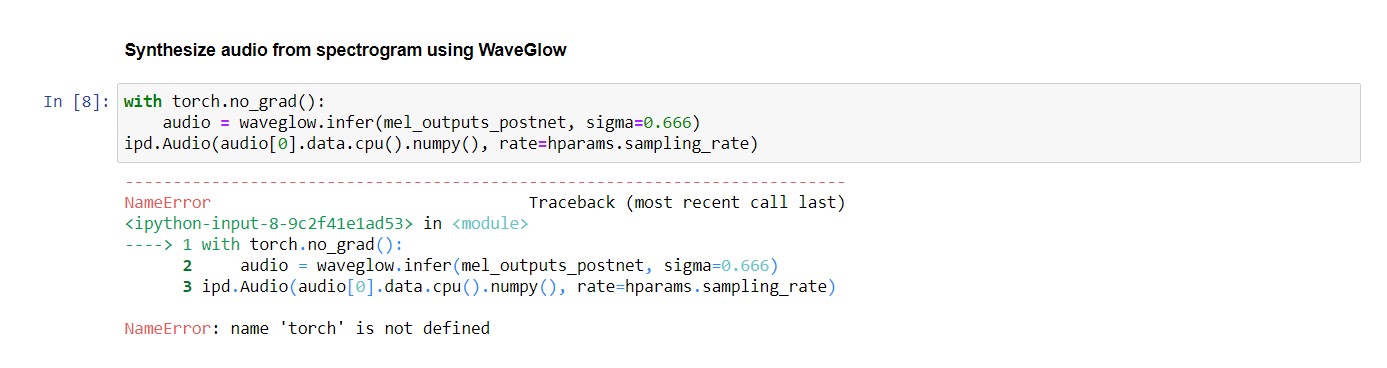 Synthesize audio from spectrogram using WaveGlow
In [8]: with torch.no_grad():
    audio = waveglow.infer(mel_outputs_postnet, sigma=0.666)
ipd.Audio(audio[0].data.cpu().numpy(), rate=hparams.sampling_rate)
---------------------------------------------------------------------------
NameError                                 Traceback (most recent call last)
<ipython-input-8-9c2f41e1ad53> in <module>
----> 1 with torch.no_grad():
      2     audio = waveglow.infer(mel_outputs_postnet, sigma=0.666)
      3 ipd.Audio(audio[0].data.cpu().numpy(), rate=hparams.sampling_rate)
NameError: name 'torch' is not defined